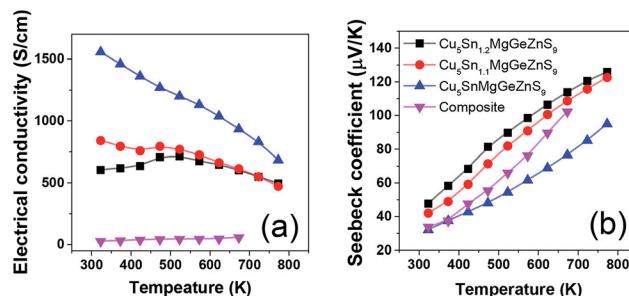 Electrical conductivity (S/cm)
1500
1000
500
0
300 400 500 600 700 800
Tempeature (K)
(a)
Seebeck coefficient (μV/K)
140
120
100
80
60
40
20
300 400 500 600 700 800
Temperature (K)
Cu₅Sn₁.₂MgGeZnS₉
Cu₅Sn₁.₁MgGeZnS₉
Cu₅SnMgGeZnS₉
Composite
(b)